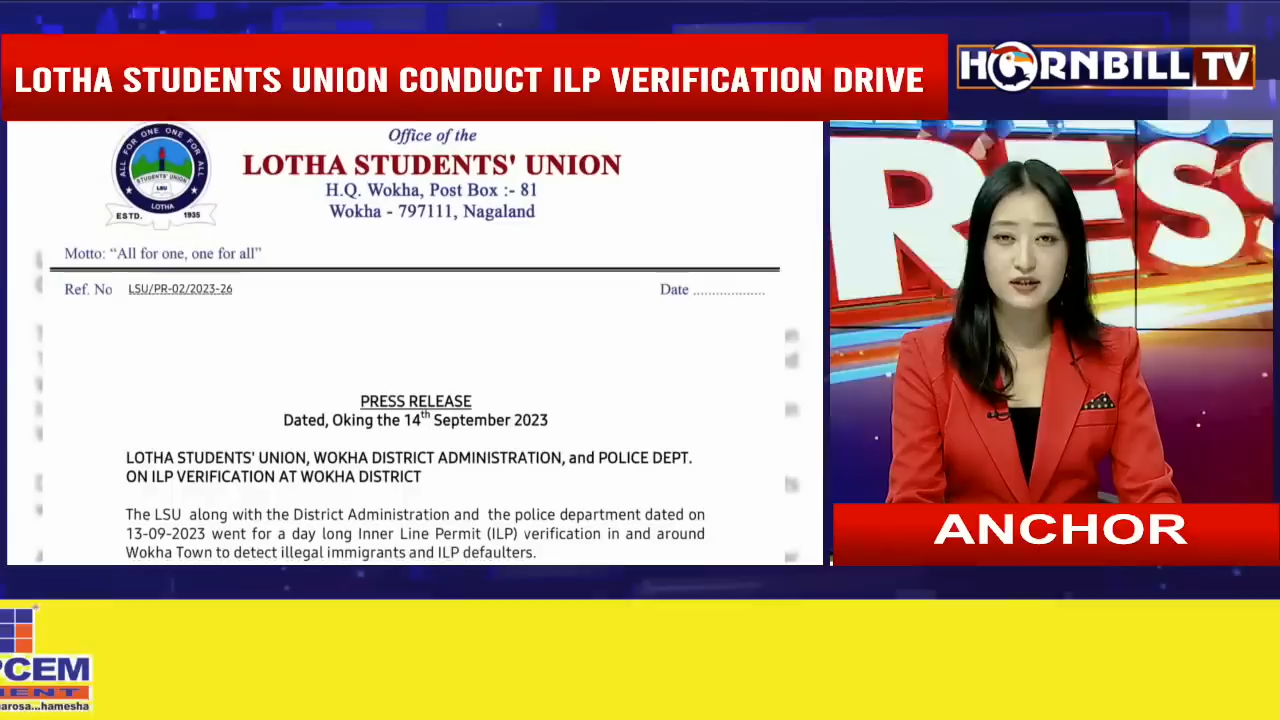 LOTHA STUDENTS UNION CONDUCT ILP VERIFICATION DRIVE
HORNBILL TV
ALL FOR ONE ONE FOR ALL
STUDENTS' UNION
LSU
LOTHA
ESTD. 1935
Office of the
LOTHA STUDENTS' UNION
H.Q. Wokha, Post Box :- 81
Wokha - 797111, Nagaland
Motto: “All for one, one for all”
Ref. No LSU/PR-02/2023-26
Date ...................
PRESS RELEASE
Dated, Oking the 14th September 2023
LOTHA STUDENTS' UNION, WOKHA DISTRICT ADMINISTRATION, and POLICE DEPT.
ON ILP VERIFICATION AT WOKHA DISTRICT
The LSU along with the District Administration and the police department dated on
13-09-2023 went for a day long Inner Line Permit (ILP) verification in and around
Wokha Town to detect illegal immigrants and ILP defaulters.
RESS
ANCHOR
PCEM
MENT
arosa...hamesha